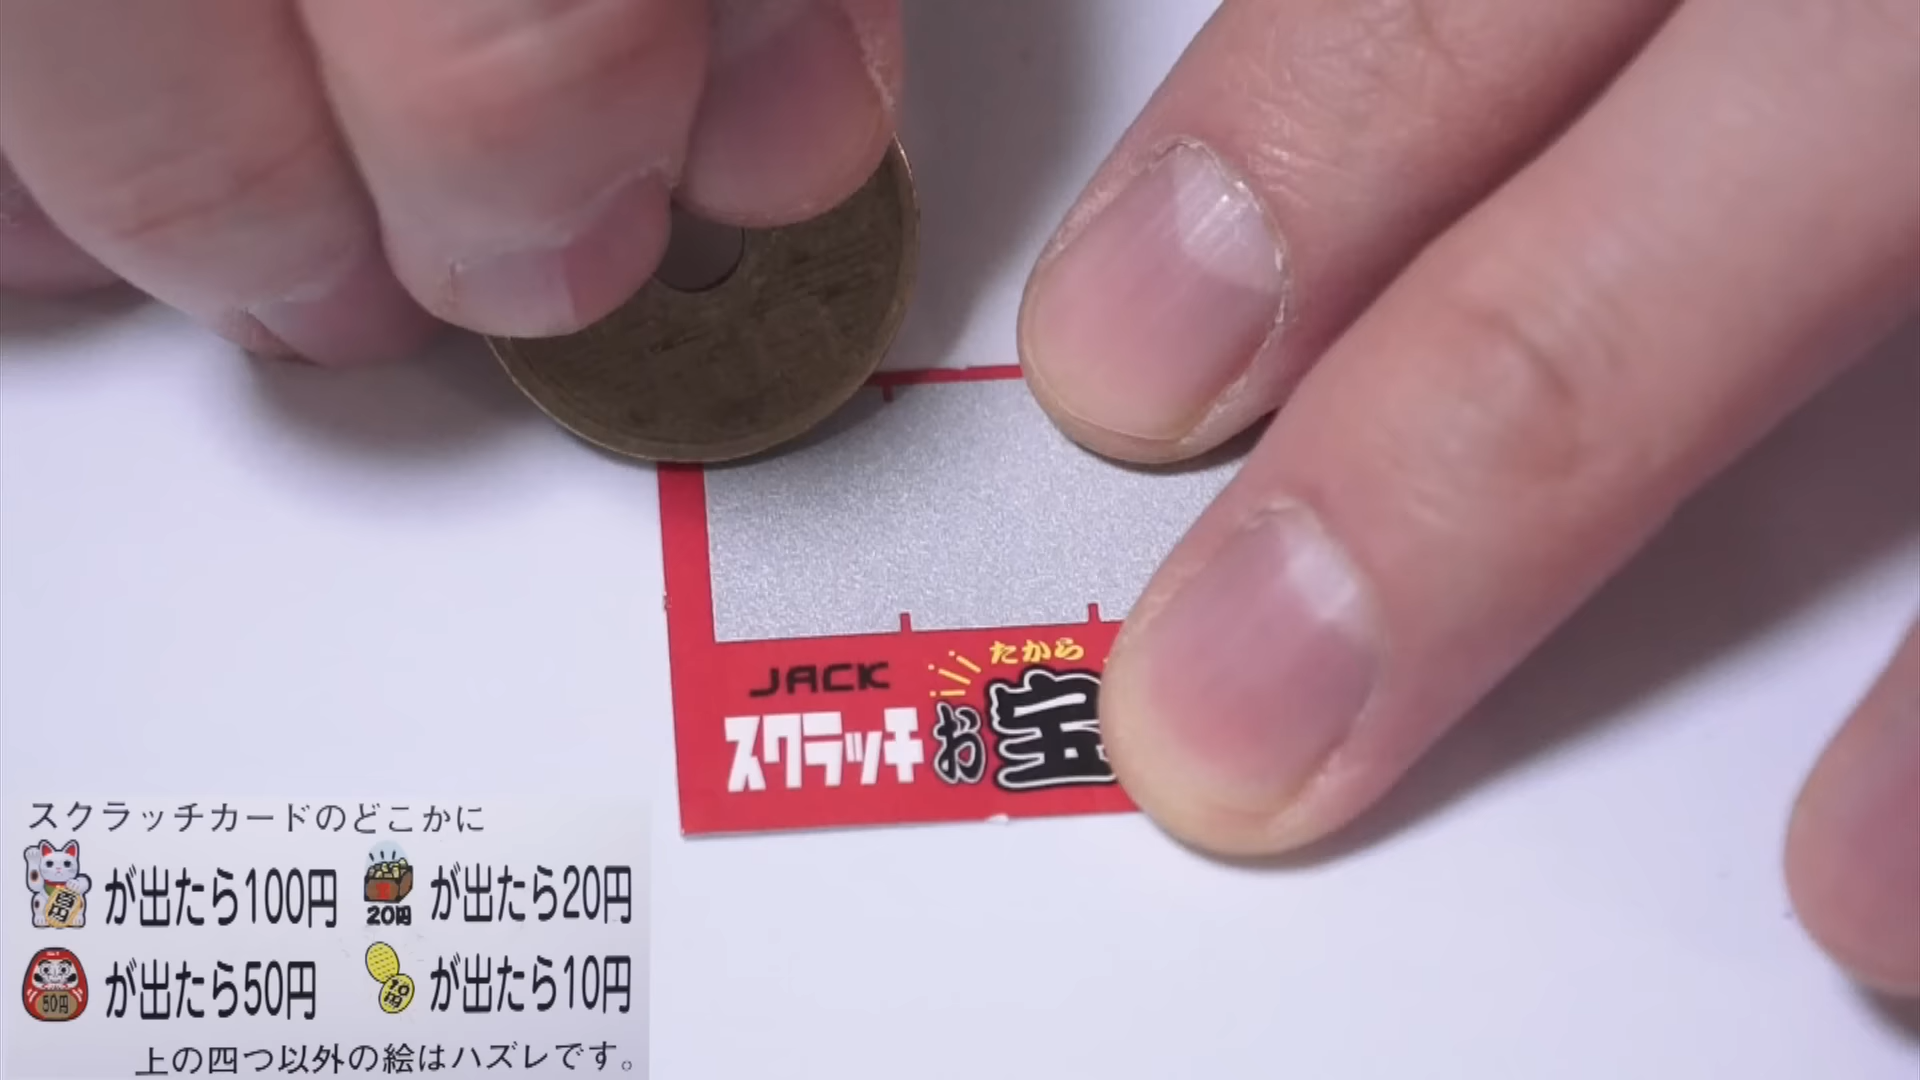 JACK
たから
スクラッチお宝
スクラッチカードのどこかに
が出たら100円
20円
が出たら20円
50円
が出たら50円
10円
が出たら10円
上の四つ以外の絵はハズレです。